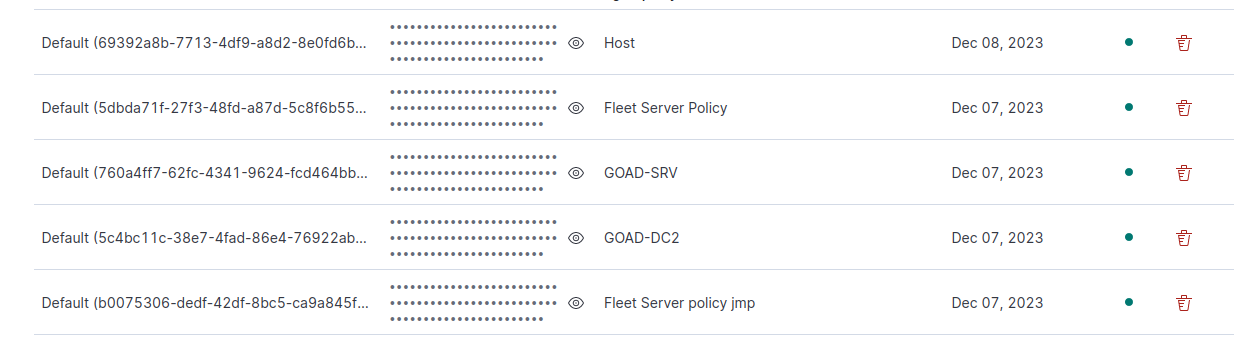 Default (69392a8b-7713-4df9-a8d2-8e0fd6b... •••••••••••••••••••••••• Host Dec 08, 2023
••••••••••••••••••••••••
••••••••••••••••••••••
Default (5dbda71f-27f3-48fd-a87d-5c8f6b55... •••••••••••••••••••••••• Fleet Server Policy Dec 07, 2023
••••••••••••••••••••••••
••••••••••••••••••••••
Default (760a4ff7-62fc-4341-9624-fcd464bb... •••••••••••••••••••••••• GOAD-SRV Dec 07, 2023
••••••••••••••••••••••••
••••••••••••••••••••••
Default (5c4bc11c-38e7-4fad-86e4-76922ab... •••••••••••••••••••••••• GOAD-DC2 Dec 07, 2023
••••••••••••••••••••••••
••••••••••••••••••••••
Default (b0075306-dedf-42df-8bc5-ca9a845f... •••••••••••••••••••••••• Fleet Server policy jmp Dec 07, 2023
••••••••••••••••••••••••
••••••••••••••••••••••